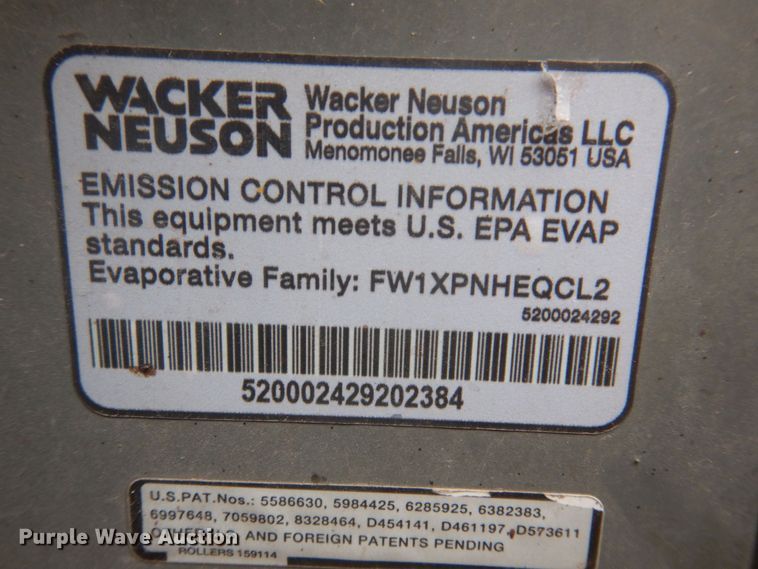 WACKER
NEUSON
Wacker Neuson
Production Americas LLC
Menomonee Falls, WI 53051 USA
EMISSION CONTROL INFORMATION
This equipment meets U.S. EPA EVAP
standards.
Evaporative Family: FW1XPNHEQCL2
5200024292
520002429202384
U.S.PAT.Nos.: 5586630, 5984425, 6285925, 6382383,
6997648, 7059802, 8328464, D454141, D461197, D573611
AND FOREIGN PATENTS PENDING
ROLLERS 159114
Purple Wave Auction